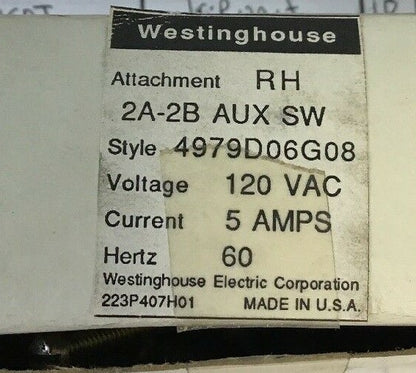 Westinghouse
Attachment RH
2A-2B AUX SW
Style 4979D06G08
Voltage 120 VAC
Current 5 AMPS
Hertz 60
Westinghouse Electric Corporation
223P407H01 MADE IN U.S.A.